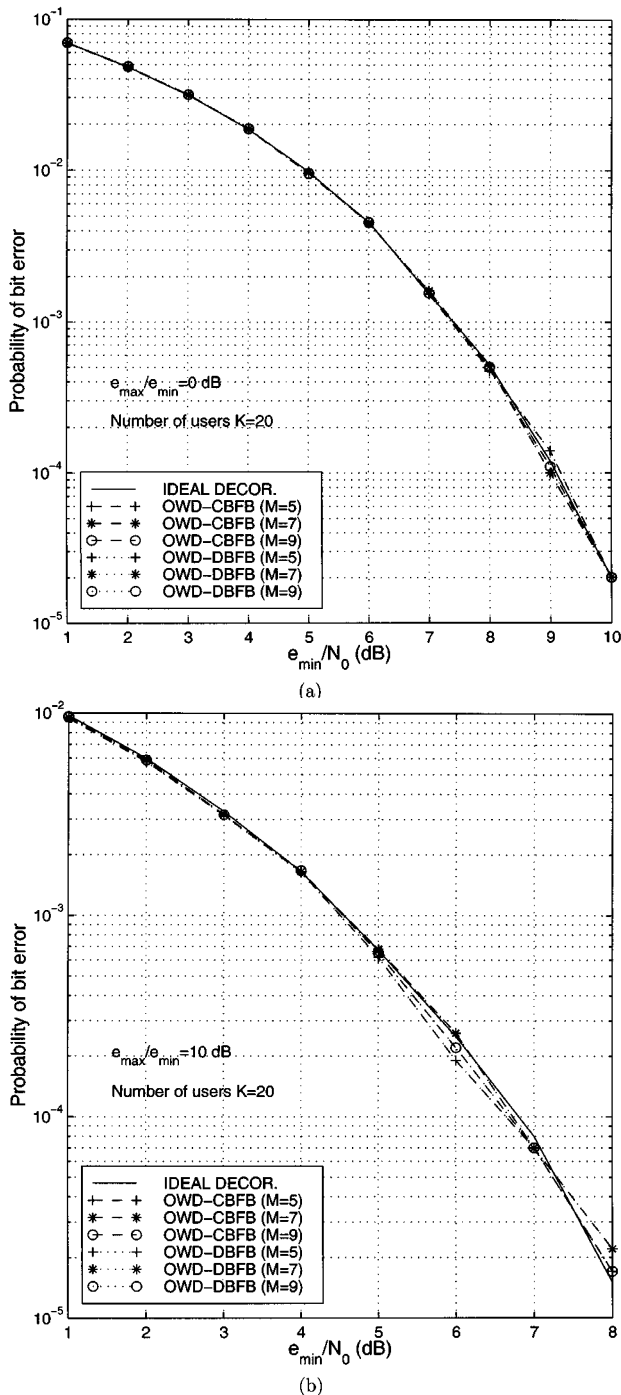 10^-1
10^-2
10^-3
10^-4
10^-5
Probability of bit error
e_max/e_min=0 dB
Number of users K=20
IDEAL DECOR.
OWD-CBFB (M=5)
OWD-CBFB (M=7)
OWD-CBFB (M=9)
OWD-DBFB (M=5)
OWD-DBFB (M=7)
OWD-DBFB (M=9)
1 2 3 4 5 6 7 8 9 10
e_min/N_0 (dB)
(a)
10^-2
10^-3
10^-4
10^-5
Probability of bit error
e_max/e_min=10 dB
Number of users K=20
IDEAL DECOR.
OWD-CBFB (M=5)
OWD-CBFB (M=7)
OWD-CBFB (M=9)
OWD-DBFB (M=5)
OWD-DBFB (M=7)
OWD-DBFB (M=9)
1 2 3 4 5 6 7 8
e_min/N_0 (dB)
(b)